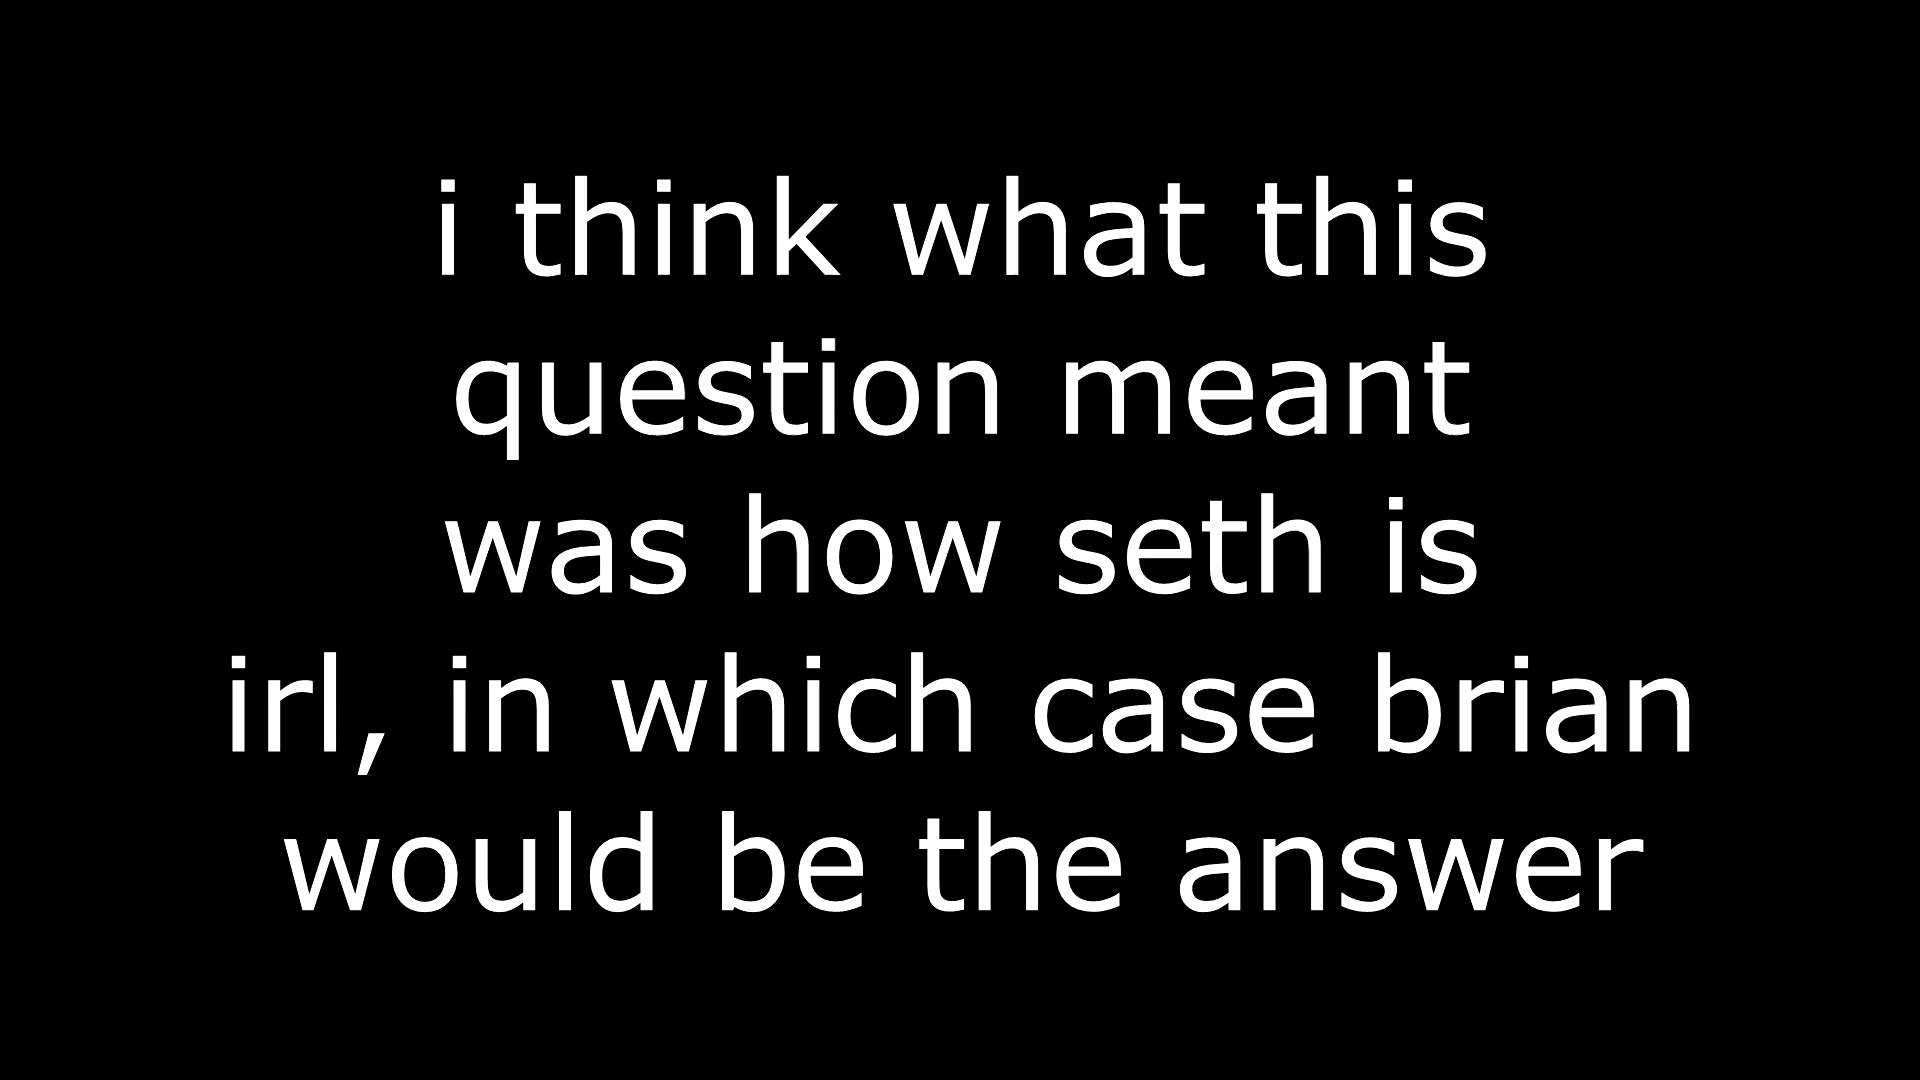 i think what this
question meant
was how seth is
irl, in which case brian
would be the answer